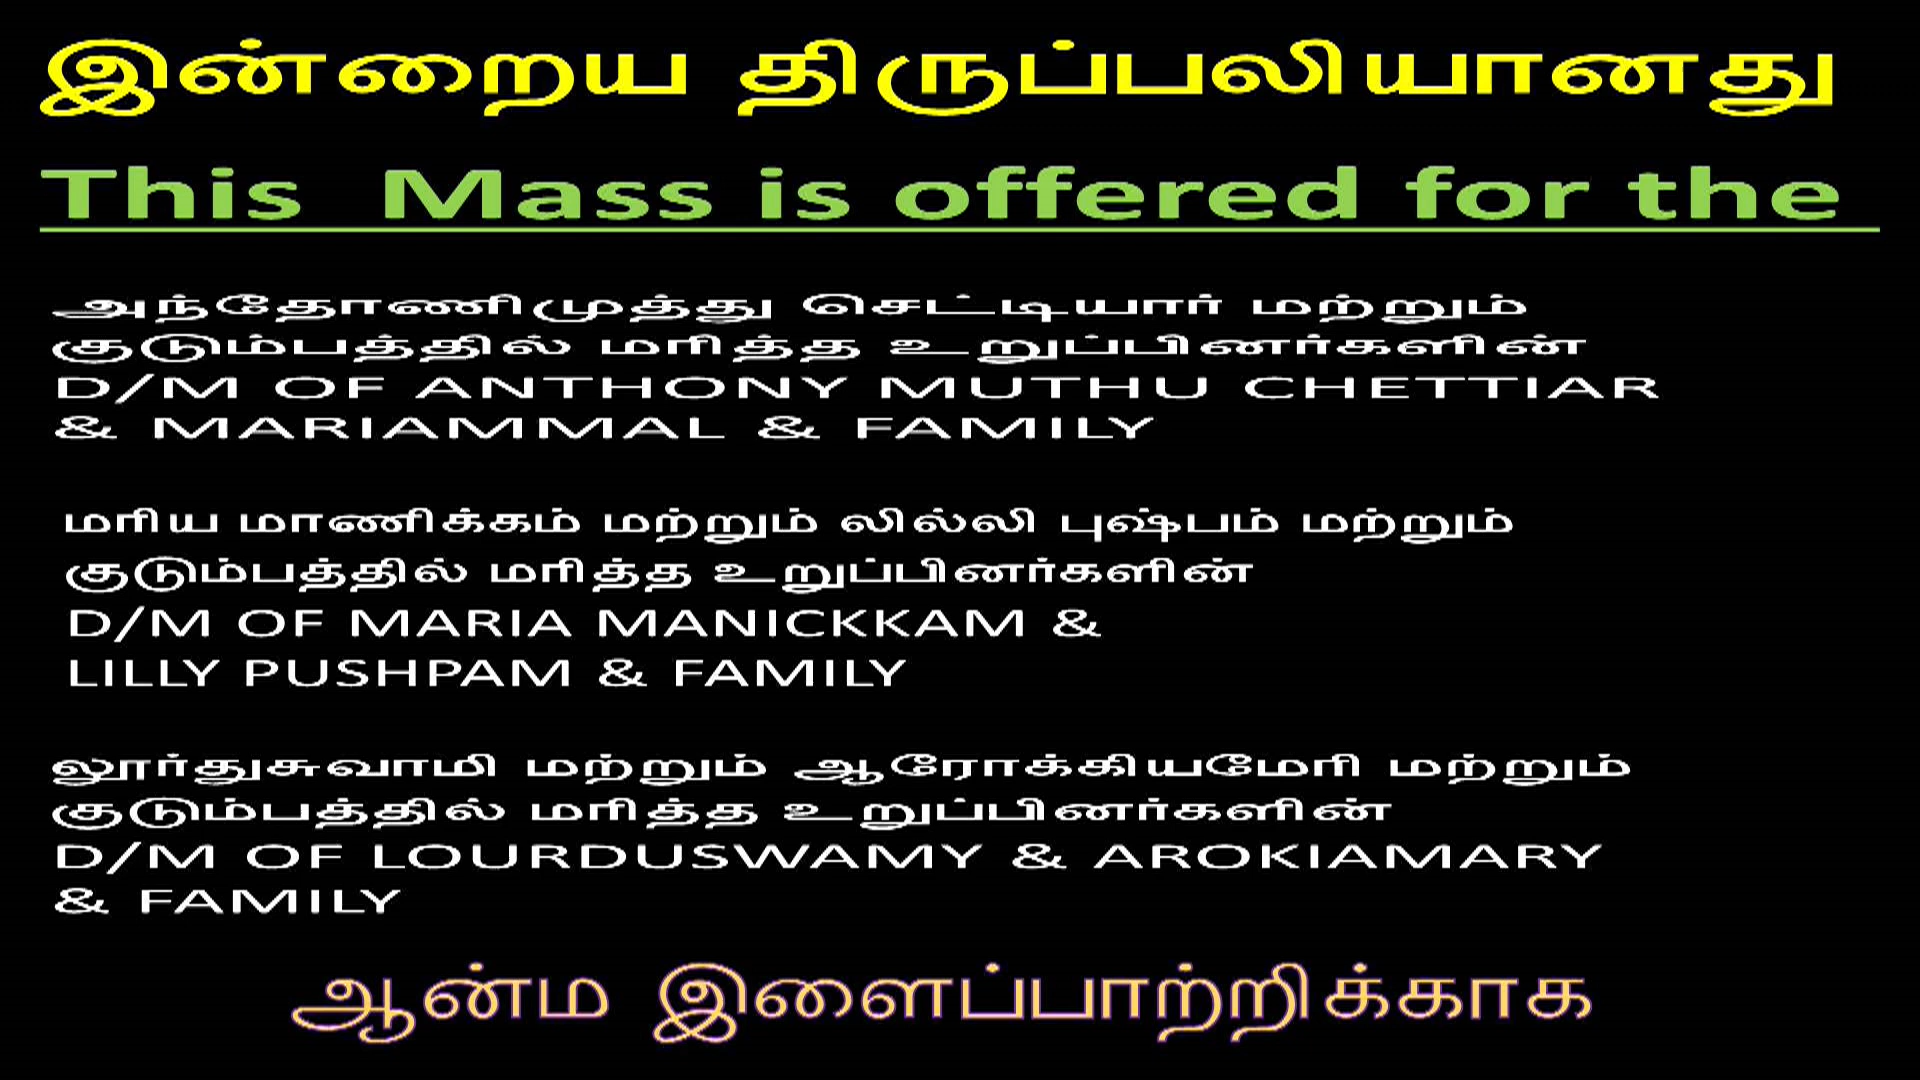 இன்றைய திருப்பலியானது
This Mass is offered for the
அந்தோணிமுத்து செட்டியார் மற்றும்
குடும்பத்தில் மரித்த உறுப்பினர்களின்
D/M OF ANTHONY MUTHU CHETTIAR
& MARIAMMAL & FAMILY
மரிய மாணிக்கம் மற்றும் லில்லி புஷ்பம் மற்றும்
குடும்பத்தில் மரித்த உறுப்பினர்களின்
D/M OF MARIA MANICKKAM &
LILLY PUSHPAM & FAMILY
லூர்துசுவாமி மற்றும் ஆரோக்கியமேரி மற்றும்
குடும்பத்தில் மரித்த உறுப்பினர்களின்
D/M OF LOURDUSWAMY & AROKIAMARY
& FAMILY
ஆன்ம இளைப்பாற்றிக்காக